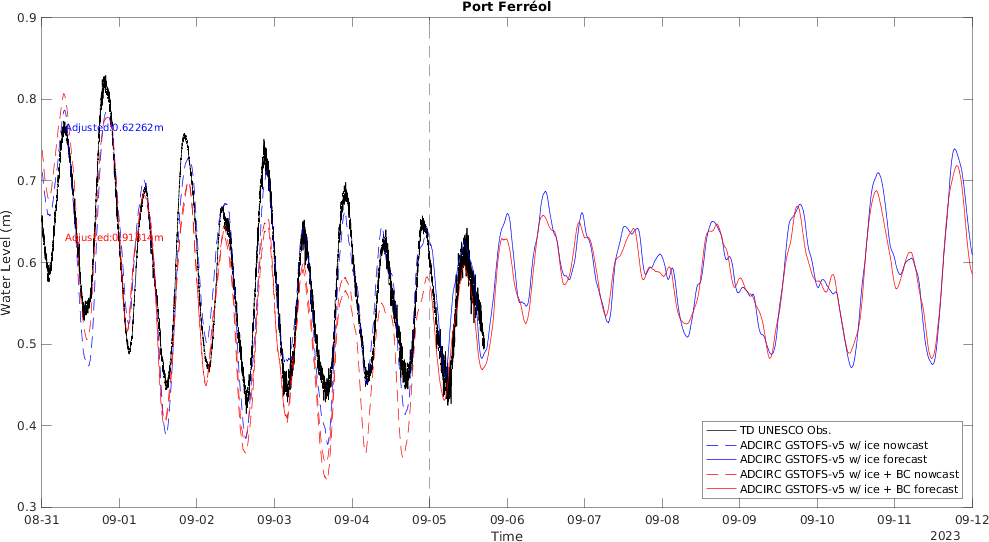 Port Ferréol
0.9
0.8
0.7
0.6
0.5
0.4
0.3
Water Level (m)
Adjusted:0.62262m
Adjusted:0.91814m
TD UNESCO Obs.
ADCIRC GSTOFS-v5 w/ ice nowcast
ADCIRC GSTOFS-v5 w/ ice forecast
ADCIRC GSTOFS-v5 w/ ice + BC nowcast
ADCIRC GSTOFS-v5 w/ ice + BC forecast
08-31 09-01 09-02 09-03 09-04 09-05 09-06 09-07 09-08 09-09 09-10 09-11 09-12
Time
2023